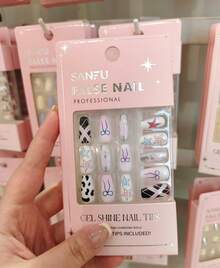 SANFU
FALSE NAIL
PROFESSIONAL
GEL SHINE NAIL TIPS
TIPS INCLUDED!